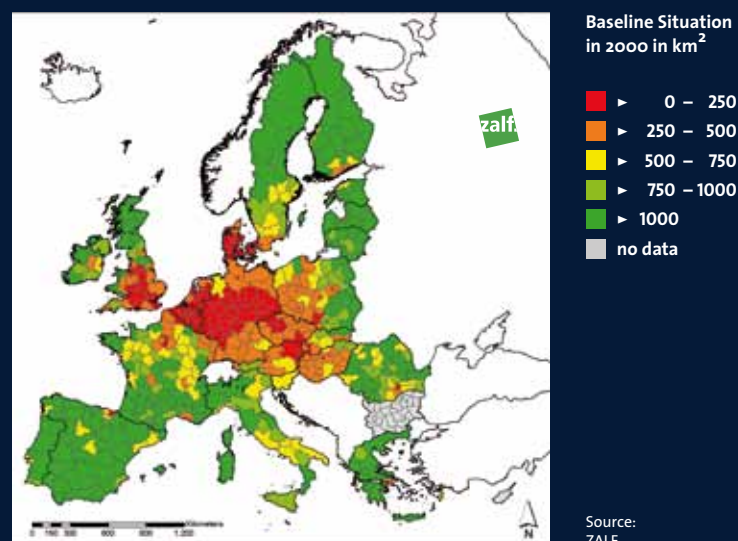 Baseline Situation
in 2000 in km²
zalf.
► 0 – 250
► 250 – 500
► 500 – 750
► 750 – 1000
► 1000
no data
N
Source: